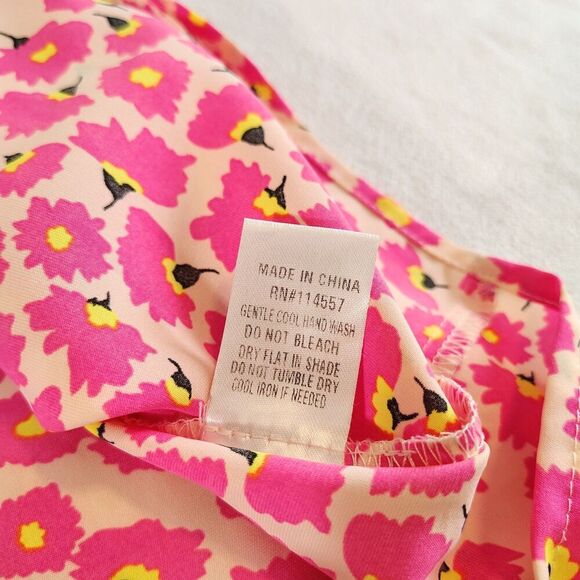 MADE IN CHINA
RN#114557
GENTLE COOL HAND WASH
DO NOT BLEACH
DRY FLAT IN SHADE
DO NOT TUMBLE DRY
COOL IRON IF NEEDED